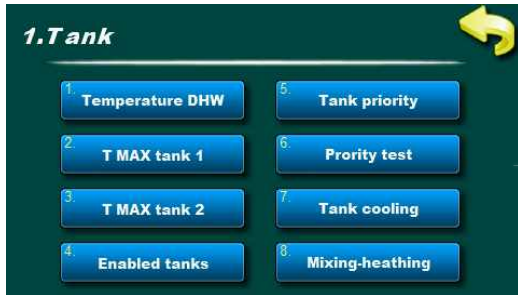 1.Tank
1. Temperature DHW
2. T MAX tank 1
3. T MAX tank 2
4. Enabled tanks
5. Tank priority
6. Prority test
7. Tank cooling
8. Mixing-heathing